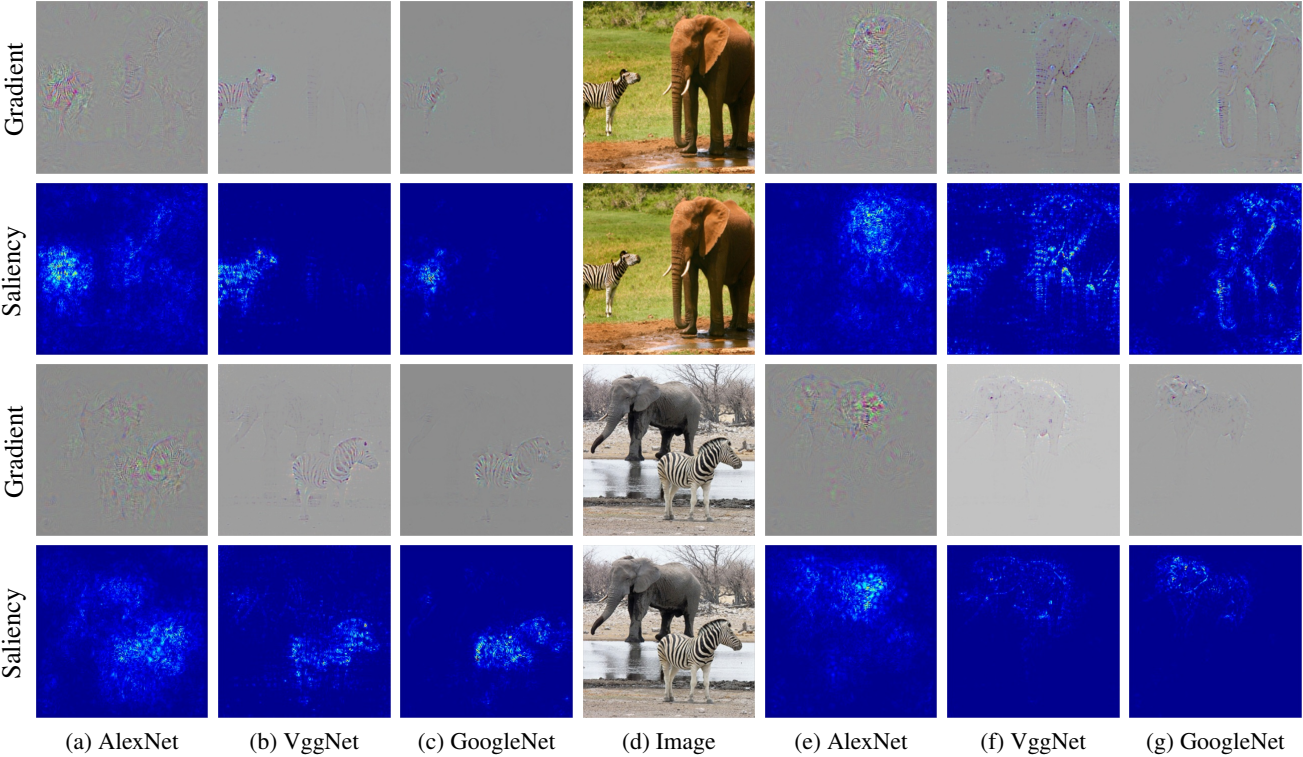 Gradient
Saliency
Gradient
Saliency
(a) AlexNet
(b) VggNet
(c) GoogleNet
(d) Image
(e) AlexNet
(f) VggNet
(g) GoogleNet